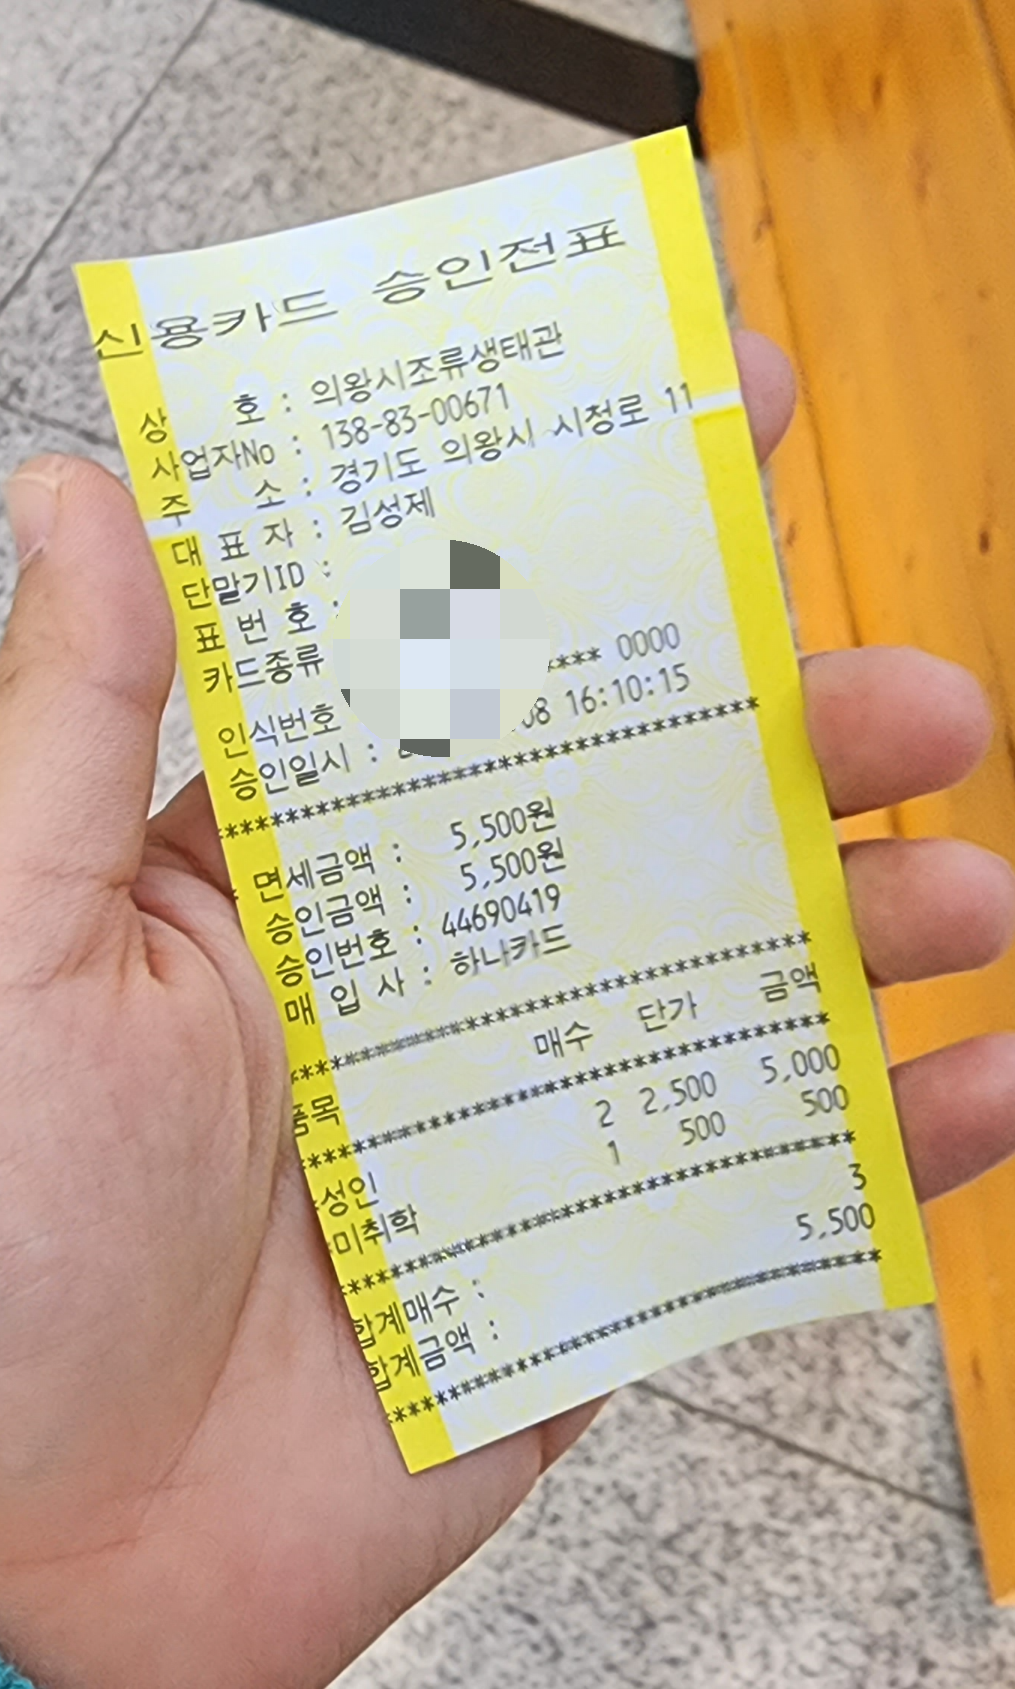 신용카드 승인전표
상 호 : 의왕시조류생태관
사업자No : 138-83-00671
주 소 : 경기도 의왕시 시청로 11
대 표 자 : 김성제
단말기ID :
표 번 호 :
카드종류
인식번호 **** 0000
승인일시 : 08 16:10:15
******************************
면세금액 : 5,500원
승인금액 : 5,500원
승인번호 : 44690419
매 입 사 : 하나카드
******************************
품목 매수 단가 금액
******************************
성인 2 2,500 5,000
미취학 1 500 500
******************************
합계매수 : 3
합계금액 : 5,500
******************************